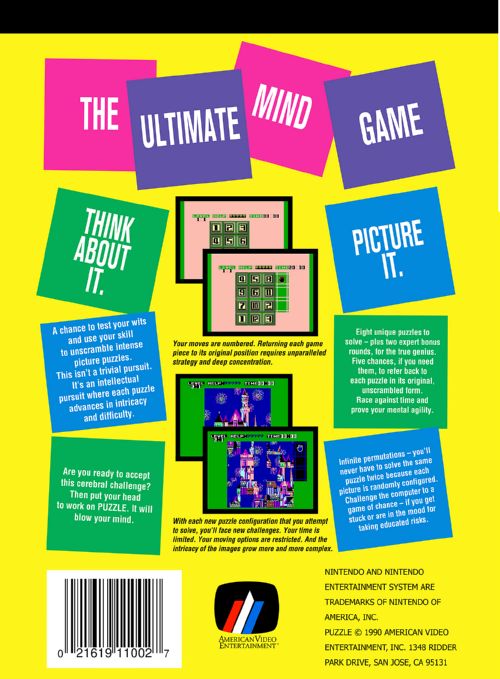 THE
ULTIMATE
MIND
GAME
THINK
ABOUT
IT.
PICTURE
IT.
A chance to test your wits
and use your skill
to unscramble intense
picture puzzles.
This isn't a trivial pursuit.
It's an intellectual
pursuit where each puzzle
advances in intricacy
and difficulty.
LEVEL HELP
TIME
LEVEL HELP
TIME
Your moves are numbered. Returning each game
piece to its original position requires unparalleled
strategy and deep concentration.
Eight unique puzzles to
solve – plus two expert bonus
rounds, for the true genius.
Five chances, if you need
them, to refer back to
each puzzle in its original,
unscrambled form.
Race against time and
prove your mental agility.
Are you ready to accept
this cerebral challenge?
Then put your head
to work on PUZZLE. It will
blow your mind.
With each new puzzle configuration that you attempt
to solve, you'll face new challenges. Your time is
limited. Your moving options are restricted. And the
intricacy of the images grow more and more complex.
Infinite permutations – you'll
never have to solve the same
puzzle twice because each
picture is randomly configured.
Challenge the computer to a
game of chance – if you get
stuck or are in the mood for
taking educated risks.
0 21619 11002 7
AMERICAN VIDEO
ENTERTAINMENT
NINTENDO AND NINTENDO
ENTERTAINMENT SYSTEM ARE
TRADEMARKS OF NINTENDO OF
AMERICA, INC.
PUZZLE © 1990 AMERICAN VIDEO
ENTERTAINMENT, INC. 1348 RIDDER
PARK DRIVE, SAN JOSE, CA 95131